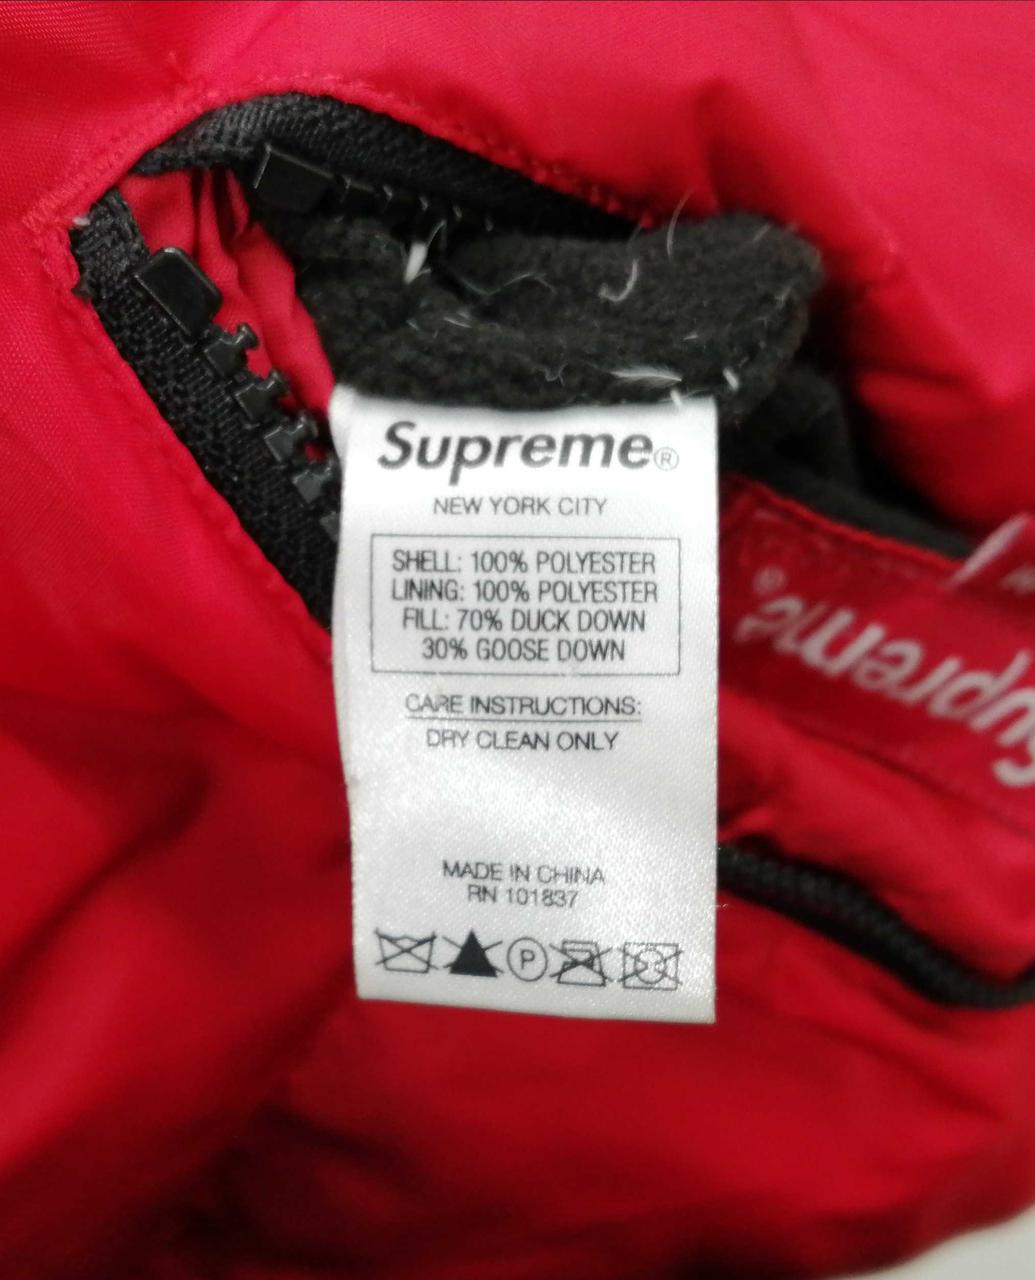 Supreme®
NEW YORK CITY
SHELL: 100% POLYESTER
LINING: 100% POLYESTER
FILL: 70% DUCK DOWN
30% GOOSE DOWN
CARE INSTRUCTIONS:
DRY CLEAN ONLY
MADE IN CHINA
RN 101837
P
Supreme®